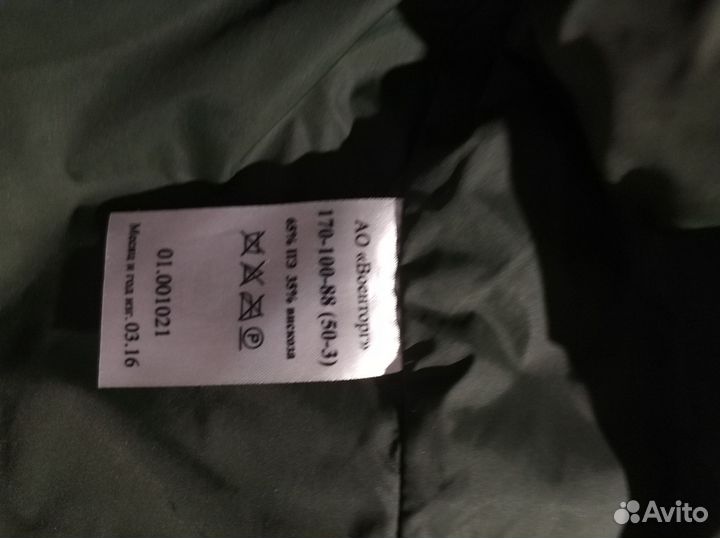 АО «Военторг»
170-100-88 (50-3)
65% ПЭ 35% вискоза
P
01.001021
Месяц и год изг. 03.16
Avito